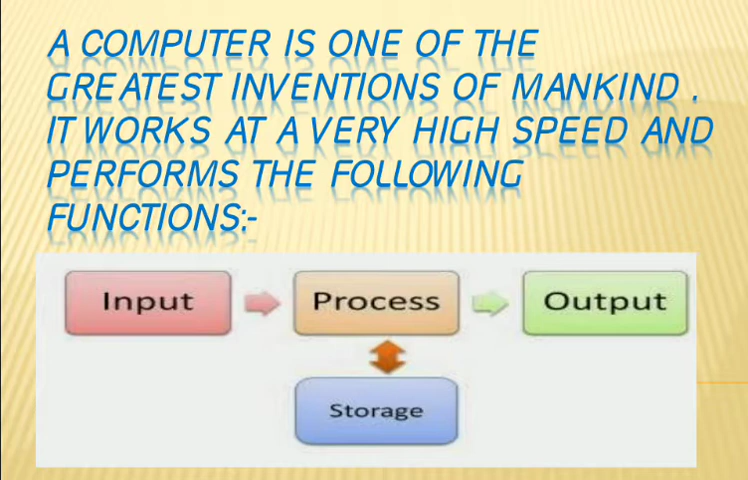 A COMPUTER IS ONE OF THE
GREATEST INVENTIONS OF MANKIND .
IT WORKS AT A VERY HIGH SPEED AND
PERFORMS THE FOLLOWING
FUNCTIONS:-
Input Process Output
Storage